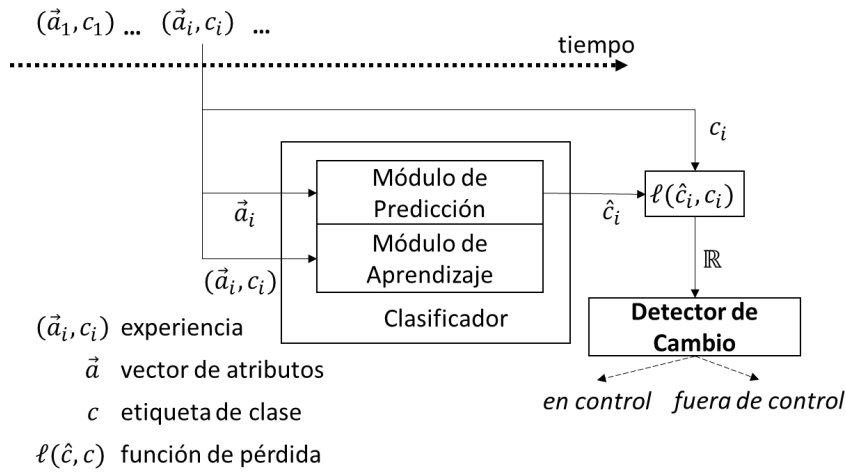 (a⃗₁, c₁) ... (a⃗ᵢ, cᵢ) ...
tiempo
cᵢ
Módulo de
Predicción
a⃗ᵢ
ĉᵢ
ℓ(ĉᵢ, cᵢ)
Módulo de
Aprendizaje
(a⃗ᵢ, cᵢ)
ℝ
Clasificador
Detector de
Cambio
en control
fuera de control
(a⃗ᵢ, cᵢ) experiencia
a⃗ vector de atributos
c etiqueta de clase
ℓ(ĉ, c) función de pérdida